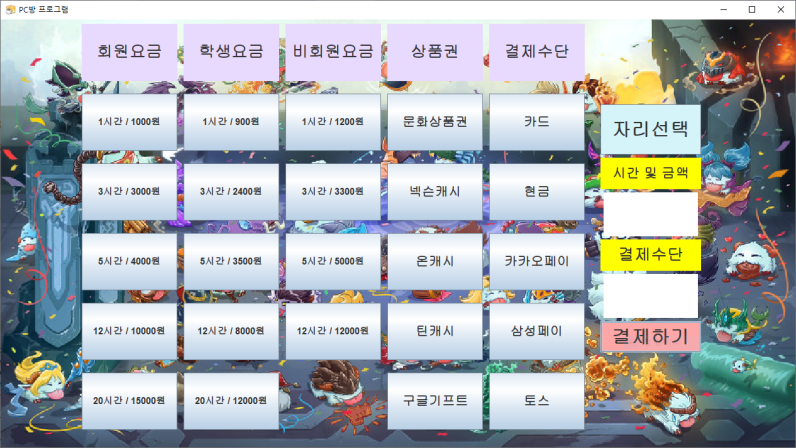 PC방 프로그램
회원요금 학생요금 비회원요금 상품권 결제수단
1시간 / 1000원 1시간 / 900원 1시간 / 1200원 문화상품권 카드
자리선택
시간 및 금액
3시간 / 3000원 3시간 / 2400원 3시간 / 3300원 넥슨캐시 현금
5시간 / 4000원 5시간 / 3500원 5시간 / 5000원 온캐시 카카오페이
결제수단
12시간 / 10000원 12시간 / 8000원 12시간 / 12000원 틴캐시 삼성페이
결제하기
20시간 / 15000원 20시간 / 12000원 구글기프트 토스